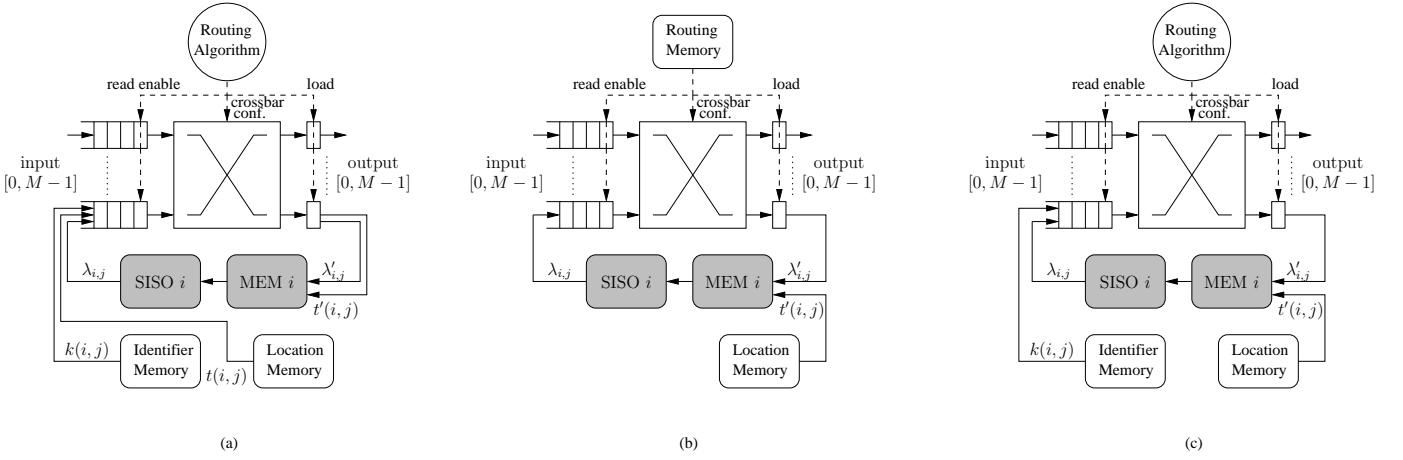 Routing
Algorithm
read enable
load
crossbar
conf.
input
[0, M − 1]
output
[0, M − 1]
λi,j
SISO i
MEM i
λ′i,j
t′(i, j)
k(i, j)
Identifier
Memory
t(i, j)
Location
Memory
(a)
Routing
Memory
read enable
load
crossbar
conf.
input
[0, M − 1]
output
[0, M − 1]
λi,j
SISO i
MEM i
λ′i,j
t′(i, j)
Location
Memory
(b)
Routing
Algorithm
read enable
load
crossbar
conf.
input
[0, M − 1]
output
[0, M − 1]
λi,j
SISO i
MEM i
λ′i,j
t′(i, j)
k(i, j)
Identifier
Memory
Location
Memory
(c)